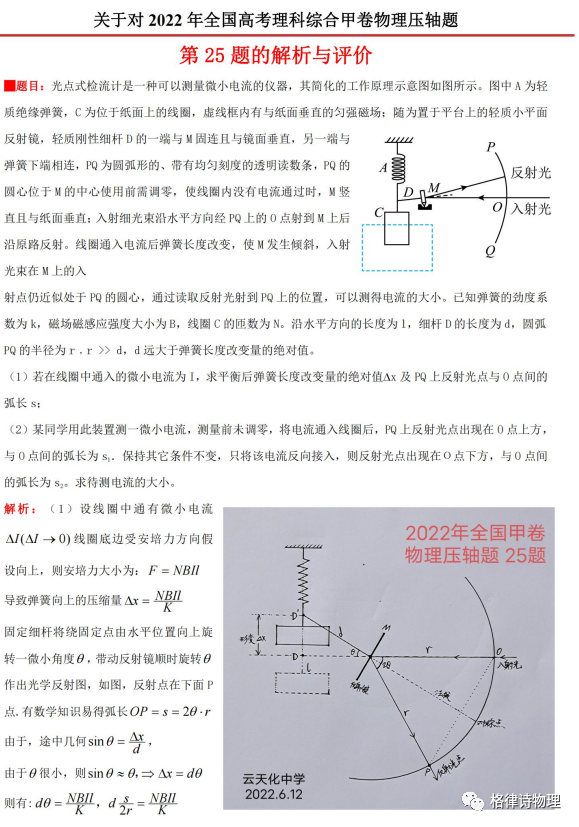 关于对 2022 年全国高考理科综合甲卷物理压轴题
第 25 题的解析与评价
题目：光点式检流计是一种可以测量微小电流的仪器，其简化的工作原理示意图如图所示。图中 A 为轻
质绝缘弹簧，C 为位于纸面上的线圈，虚线框内有与纸面垂直的匀强磁场；随为置于平台上的轻质小平面
反射镜，轻质刚性细杆 D 的一端与 M 固连且与镜面垂直，另一端与
弹簧下端相连，PQ 为圆弧形的、带有均匀刻度的透明读数条，PQ 的
圆心位于 M 的中心使用前需调零，使线圈内没有电流通过时，M 竖
直且与纸面垂直；入射细光束沿水平方向经 PQ 上的 O 点射到 M 上后
沿原路反射。线圈通入电流后弹簧长度改变，使 M 发生倾斜，入射
光束在 M 上的入
A
D
M
C
P
反射光
O
入射光
Q
射点仍近似处于 PQ 的圆心，通过读取反射光射到 PQ 上的位置，可以测得电流的大小。已知弹簧的劲度系
数为 k，磁场磁感应强度大小为 B，线圈 C 的匝数为 N。沿水平方向的长度为 l，细杆 D 的长度为 d，圆弧
PQ 的半径为 r﹒r >> d，d 远大于弹簧长度改变量的绝对值。
（1）若在线圈中通入的微小电流为 I，求平衡后弹簧长度改变量的绝对值Δx 及 PQ 上反射光点与 O 点间的
弧长 s；
（2）某同学用此装置测一微小电流，测量前未调零，将电流通入线圈后，PQ 上反射光点出现在 O 点上方，
与 O 点间的弧长为 s₁．保持其它条件不变，只将该电流反向接入，则反射光点出现在Ｏ点下方，与 O 点间
的弧长为 s₂。求待测电流的大小。
解析：（1）设线圈中通有微小电流
ΔI(ΔI → 0) 线圈底边受安培力方向假
设向上，则安培力大小为：F = NBIl
导致弹簧向上的压缩量 Δx = NBIl/K
固定细杆将绕固定点由水平位置向上旋
转一微小角度 θ，带动反射镜顺时旋转 θ
作出光学反射图，如图，反射点在下面 P
点.有数学知识易得弧长 OP = s = 2θ·r
由于，途中几何 sin θ = Δx/d，
由于 θ 很小，则 sin θ ≈ θ,⇒ Δx = dθ
则有: dθ = NBIl/K，d s/2r = NBIl/K
2022年全国甲卷
物理压轴题 25题
D'
d
M
Δx
D
θ
r
O
入射光
2θ
l
法线
反射镜
r
P
云天化中学
2022.6.12
格律诗物理